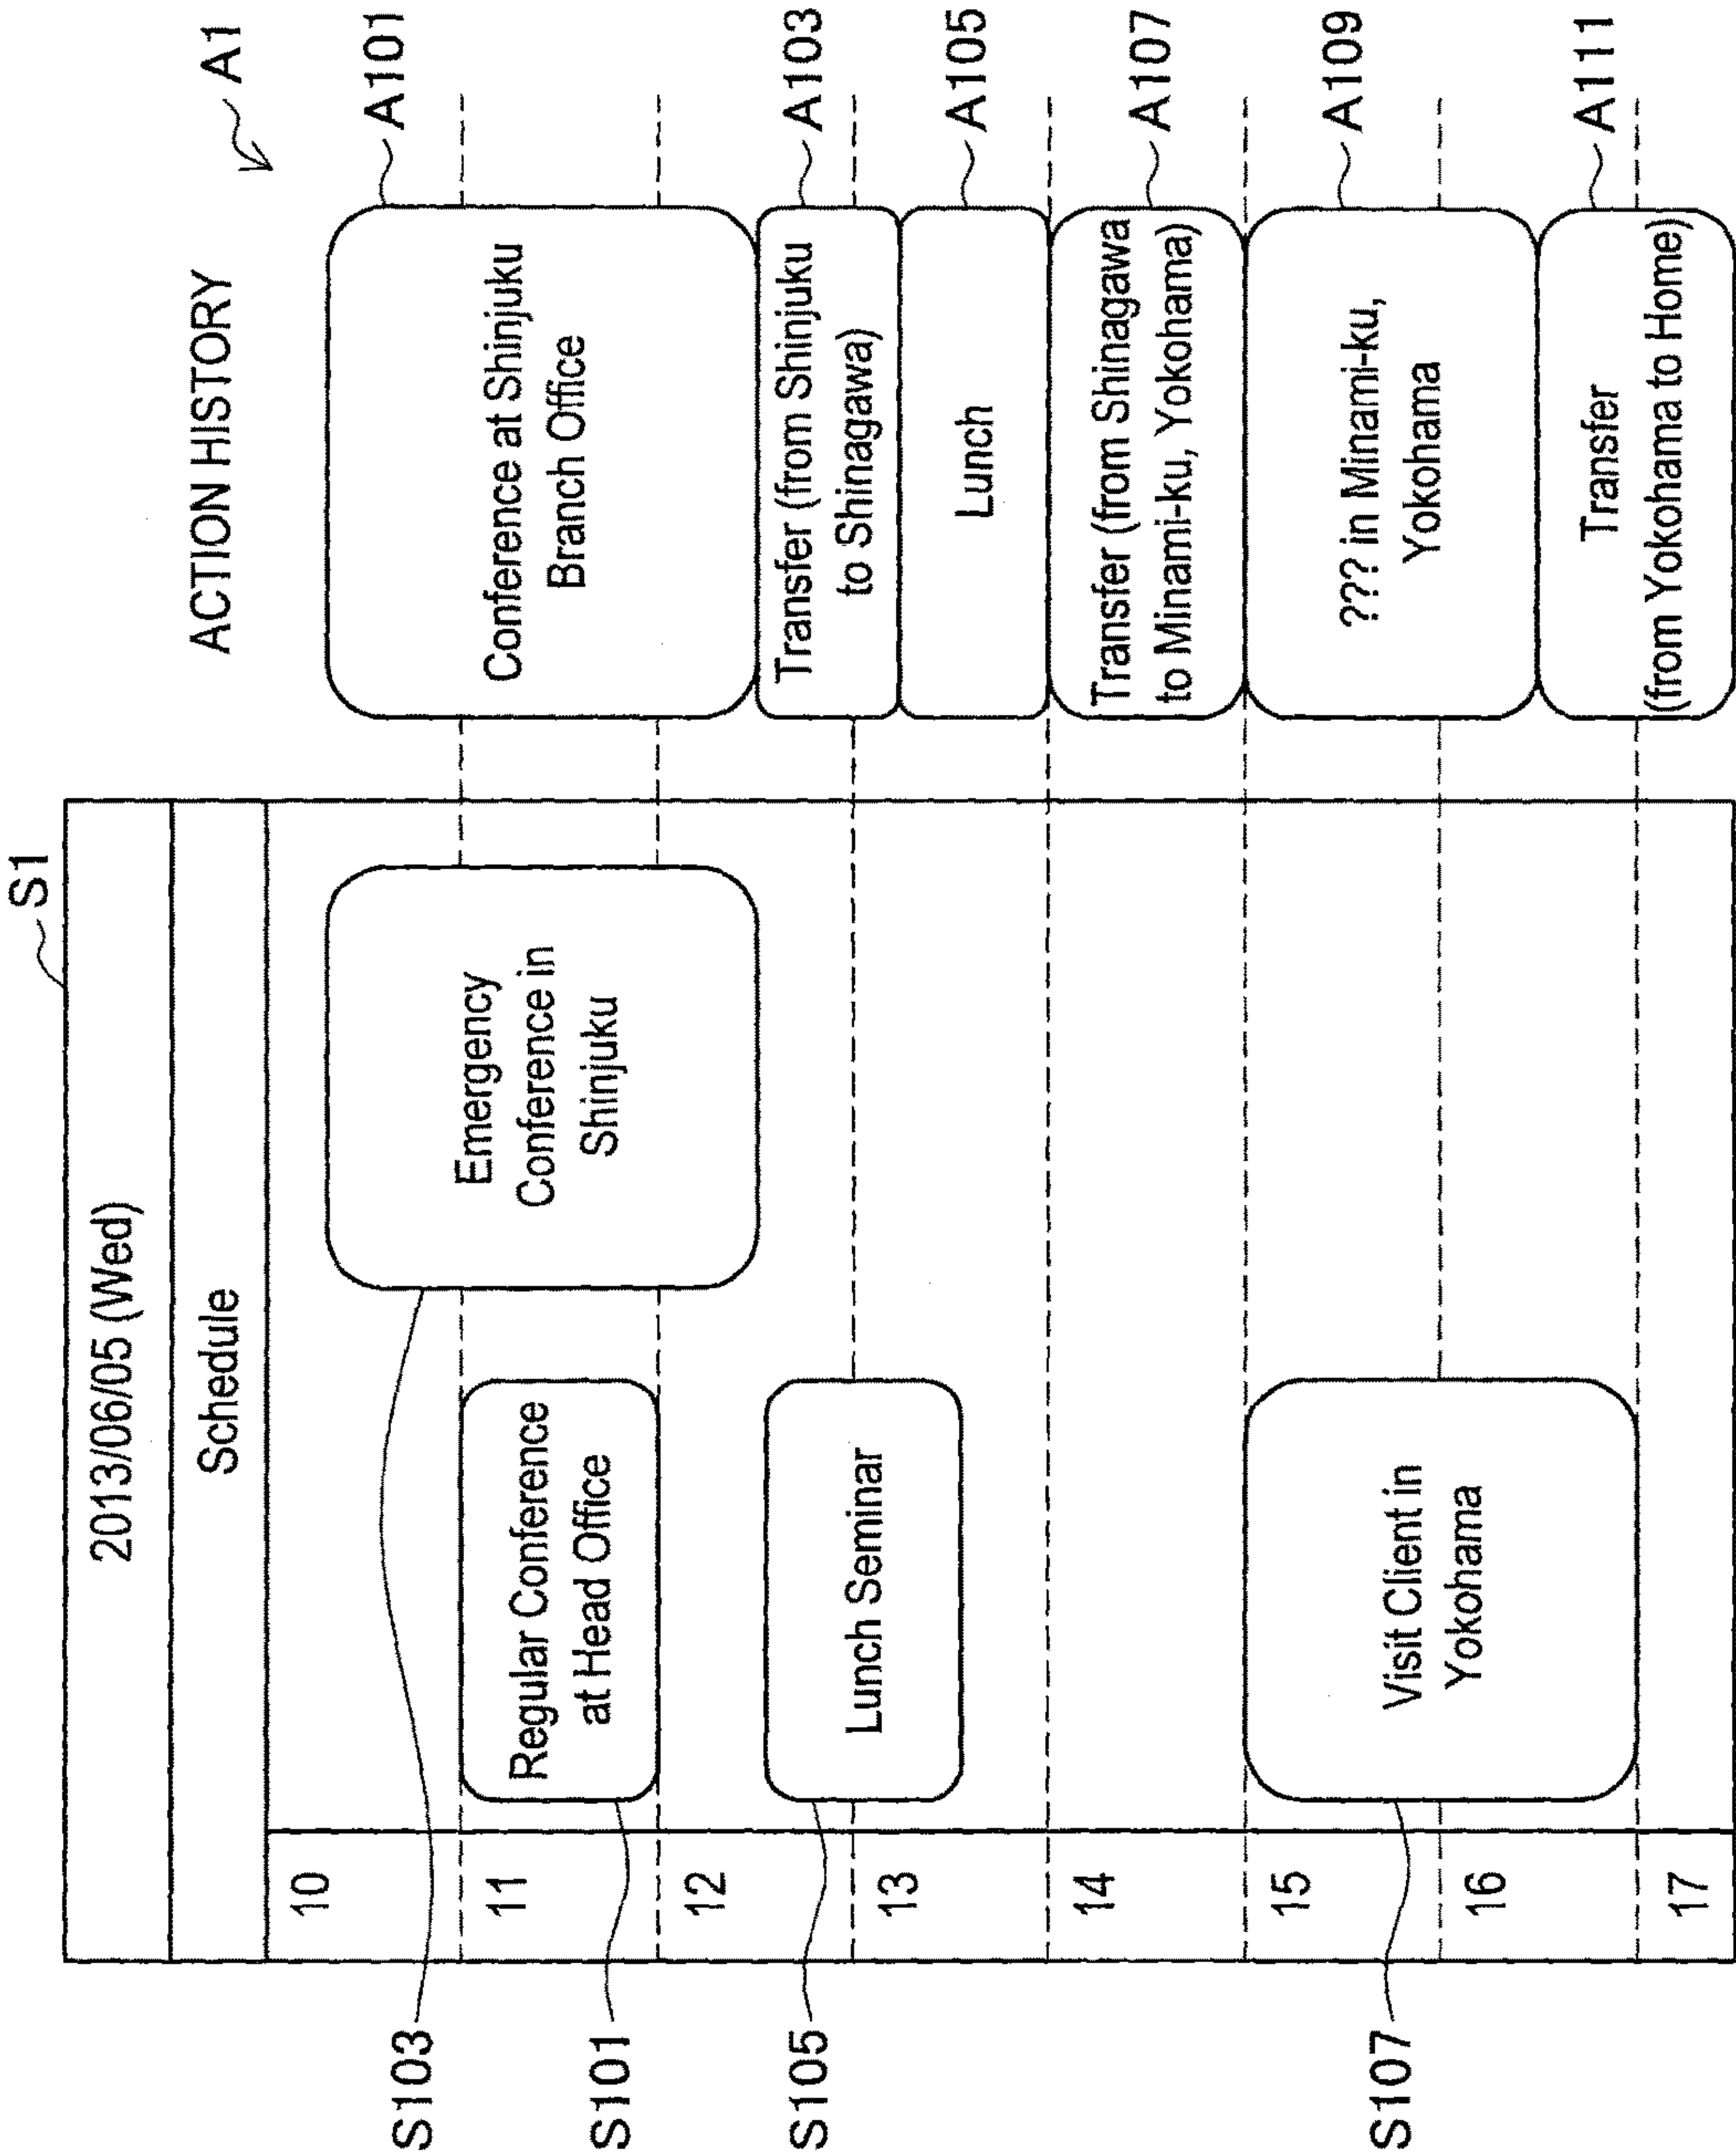 S1
2013/06/05 (Wed)
Schedule
10
11
12
13
14
15
16
17
S103
S101
S105
S107
Emergency
Conference in
Shinjuku
Regular Conference
at Head Office
Lunch Seminar
Visit Client in
Yokohama
ACTION HISTORY
A1
Conference at Shinjuku
Branch Office
A101
Transfer (from Shinjuku
to Shinagawa)
A103
Lunch
A105
Transfer (from Shinagawa
to Minami-ku, Yokohama)
A107
??? in Minami-ku,
Yokohama
A109
Transfer
(from Yokohama to Home)
A111